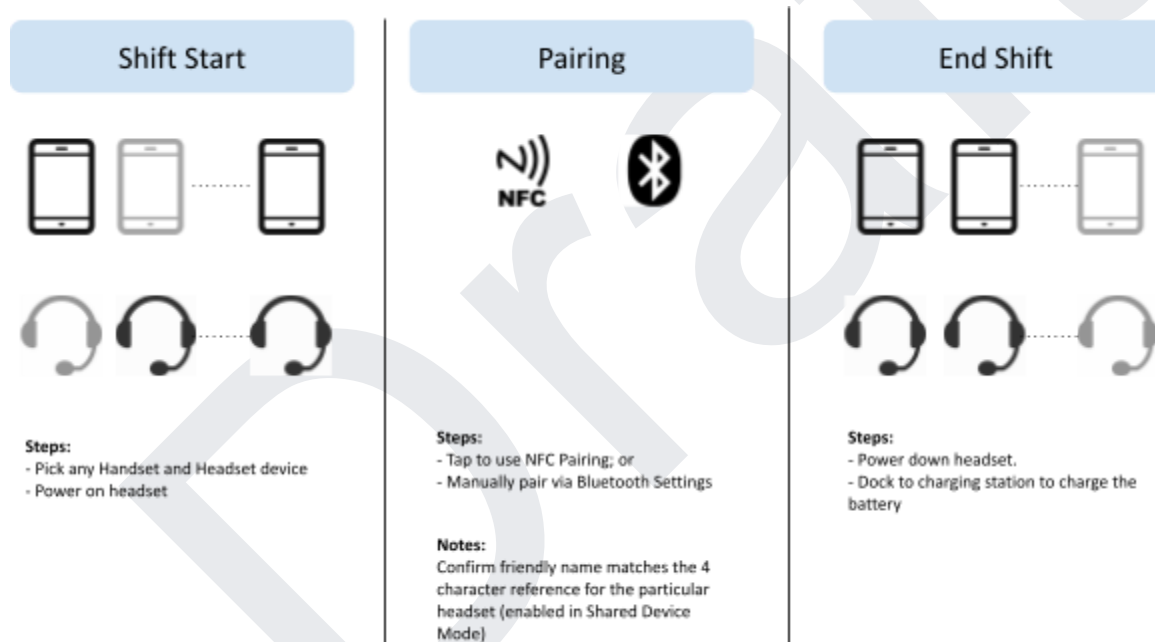 Shift Start
Steps:
- Pick any Handset and Headset device
- Power on headset
Pairing
NFC
Steps:
- Tap to use NFC Pairing; or
- Manually pair via Bluetooth Settings
Notes:
Confirm friendly name matches the 4
character reference for the particular
headset (enabled in Shared Device
Mode)
End Shift
Steps:
- Power down headset.
- Dock to charging station to charge the
battery
Draft